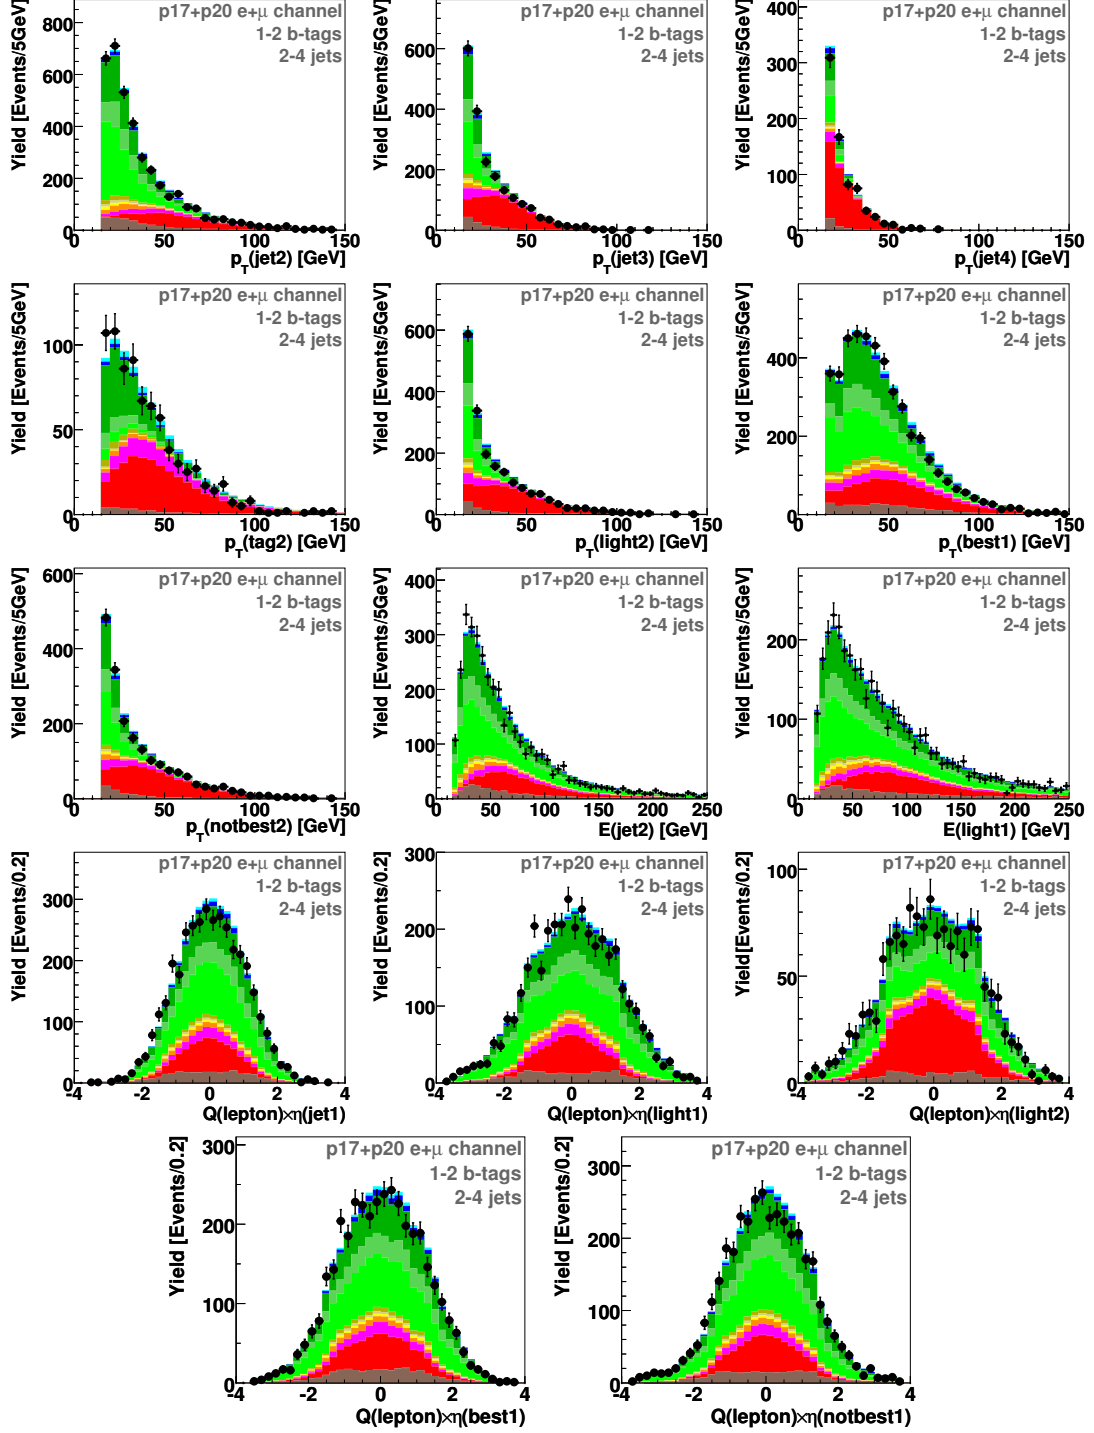 p17+p20 e+μ channel
1-2 b-tags
2-4 jets
Yield [Events/5GeV]
800
600
400
200
0
0 50 100 150
pT(jet2) [GeV]
p17+p20 e+μ channel
1-2 b-tags
2-4 jets
Yield [Events/5GeV]
600
400
200
0
0 50 100 150
pT(jet3) [GeV]
p17+p20 e+μ channel
1-2 b-tags
2-4 jets
Yield [Events/5GeV]
400
300
200
100
0
0 50 100 150
pT(jet4) [GeV]
p17+p20 e+μ channel
1-2 b-tags
2-4 jets
Yield [Events/5GeV]
100
50
0
0 50 100 150
pT(tag2) [GeV]
p17+p20 e+μ channel
1-2 b-tags
2-4 jets
Yield [Events/5GeV]
600
400
200
0
0 50 100 150
pT(light2) [GeV]
p17+p20 e+μ channel
1-2 b-tags
2-4 jets
Yield [Events/5GeV]
400
200
0
0 50 100 150
pT(best1) [GeV]
p17+p20 e+μ channel
1-2 b-tags
2-4 jets
Yield [Events/5GeV]
600
400
200
0
0 50 100 150
pT(notbest2) [GeV]
p17+p20 e+μ channel
1-2 b-tags
2-4 jets
Yield [Events/5GeV]
400
300
200
100
0
0 50 100 150 200 250
E(jet2) [GeV]
p17+p20 e+μ channel
1-2 b-tags
2-4 jets
Yield [Events/5GeV]
200
100
0
0 50 100 150 200 250
E(light1) [GeV]
p17+p20 e+μ channel
1-2 b-tags
2-4 jets
Yield [Events/0.2]
300
200
100
0
-4 -2 0 2 4
Q(lepton)×η(jet1)
p17+p20 e+μ channel
1-2 b-tags
2-4 jets
Yield [Events/0.2]
300
200
100
0
-4 -2 0 2 4
Q(lepton)×η(light1)
p17+p20 e+μ channel
1-2 b-tags
2-4 jets
Yield[Events/0.2]
100
50
0
-4 -2 0 2 4
Q(lepton)×η(light2)
p17+p20 e+μ channel
1-2 b-tags
2-4 jets
Yield [Events/0.2]
300
200
100
0
-4 -2 0 2 4
Q(lepton)×η(best1)
p17+p20 e+μ channel
1-2 b-tags
2-4 jets
Yield [Events/0.2]
300
200
100
0
-4 -2 0 2 4
Q(lepton)×η(notbest1)